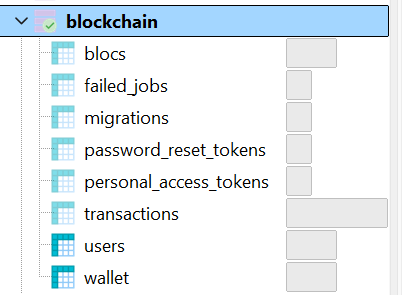 blockchain
blocs
failed_jobs
migrations
password_reset_tokens
personal_access_tokens
transactions
users
wallet